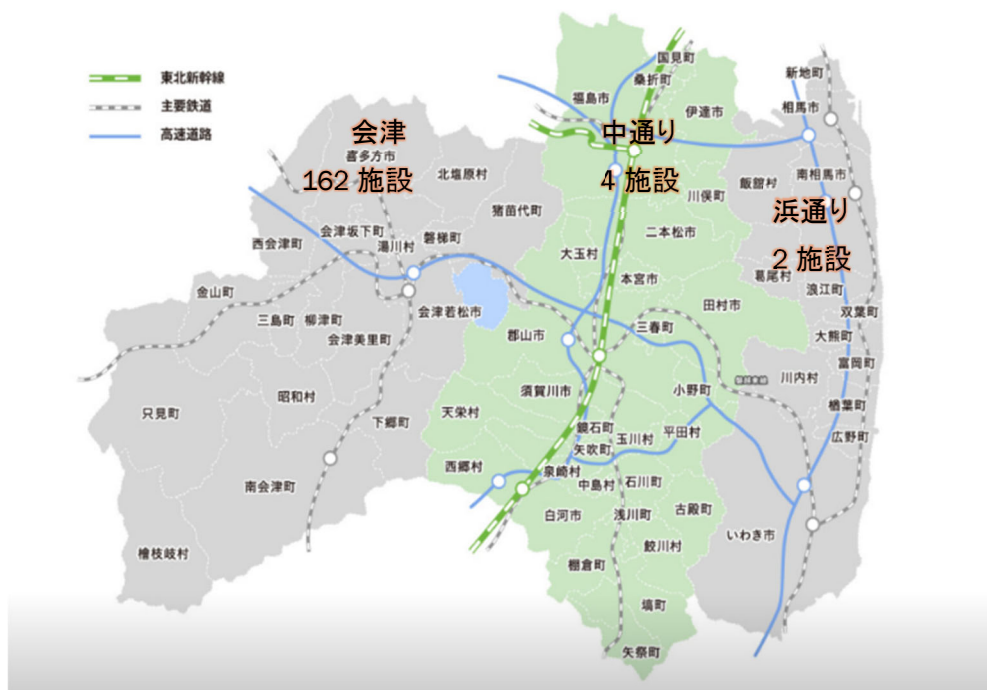 東北新幹線
主要鉄道
高速道路
会津
162 施設
中通り
4 施設
浜通り
2 施設
国見町
桑折町
福島市
伊達市
新地町
相馬市
喜多方市
北塩原村
猪苗代町
飯舘村
南相馬市
川俣町
西会津町
会津坂下町
湯川村
磐梯町
大玉村
二本松市
本宮市
葛尾村
浪江町
金山町
三島町
柳津町
会津若松市
会津美里町
郡山市
三春町
田村市
双葉町
大熊町
富岡町
川内村
楢葉町
広野町
只見町
昭和村
下郷町
天栄村
須賀川市
小野町
鏡石町
玉川村
平田村
矢吹町
西郷村
泉崎村
中島村
石川町
南会津町
白河市
浅川町
古殿町
いわき市
檜枝岐村
棚倉町
鮫川村
塙町
矢祭町